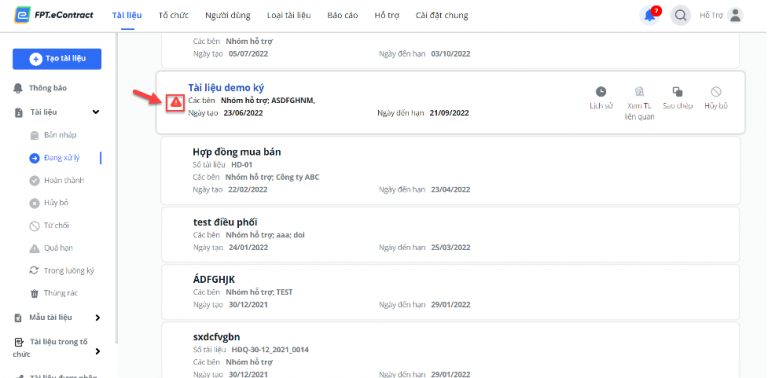 FPT.eContract
Tài liệu Tổ chức Người dùng Loại tài liệu Báo cáo Hỗ trợ Cài đặt chung
7
Hỗ Trợ
Tạo tài liệu
Thông báo
Tài liệu
Bản nháp
Đang xử lý
Hoàn thành
Hủy bỏ
Từ chối
Quá hạn
Trong luồng ký
Thùng rác
Mẫu tài liệu
Tài liệu trong tổ
chức
Các bên Nhóm hỗ trợ
Ngày tạo 05/07/2022 Ngày đến hạn 03/10/2022
Tài liệu demo ký
Các bên Nhóm hỗ trợ; ASDFGHNM,
Ngày tạo 23/06/2022 Ngày đến hạn 21/09/2022
Lịch sử
Xem TL
liên quan
Sao chép
Hủy bỏ
Hợp đồng mua bán
Số tài liệu HD-01
Các bên Nhóm hỗ trợ; Công ty ABC
Ngày tạo 22/02/2022 Ngày đến hạn 23/04/2022
test điều phối
Các bên Nhóm hỗ trợ; aaa; doi
Ngày tạo 24/01/2022 Ngày đến hạn 25/03/2022
ÁDFGHJK
Các bên Nhóm hỗ trợ; TEST
Ngày tạo 30/12/2021 Ngày đến hạn 29/01/2022
sxdcfvgbn
Số tài liệu HĐQ-30-12_2021_0014
Các bên Nhóm hỗ trợ
Ngày tạo 30/12/2021 Ngày đến hạn 29/01/2022